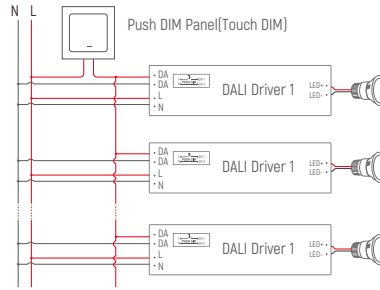 N L
Push DIM Panel(Touch DIM)
DA
DA
L
N
DALI Driver 1
LED+
LED-
DA
DA
L
N
DALI Driver 1
LED+
LED-
DA
DA
L
N
DALI Driver 1
LED+
LED-